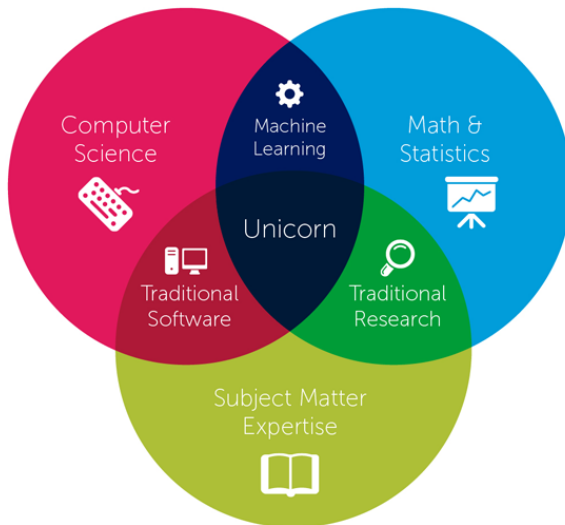 Computer
Science
Machine
Learning
Math &
Statistics
Unicorn
Traditional
Software
Traditional
Research
Subject Matter
Expertise